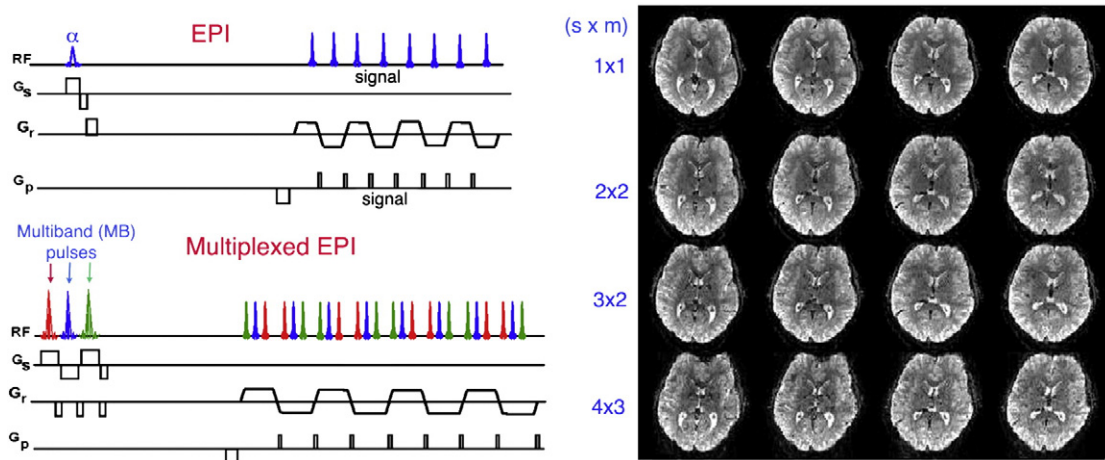 EPI
α
RF
signal
Gs
Gr
Gp
signal
Multiband (MB)
pulses
Multiplexed EPI
RF
Gs
Gr
Gp
(s x m)
1x1
2x2
3x2
4x3